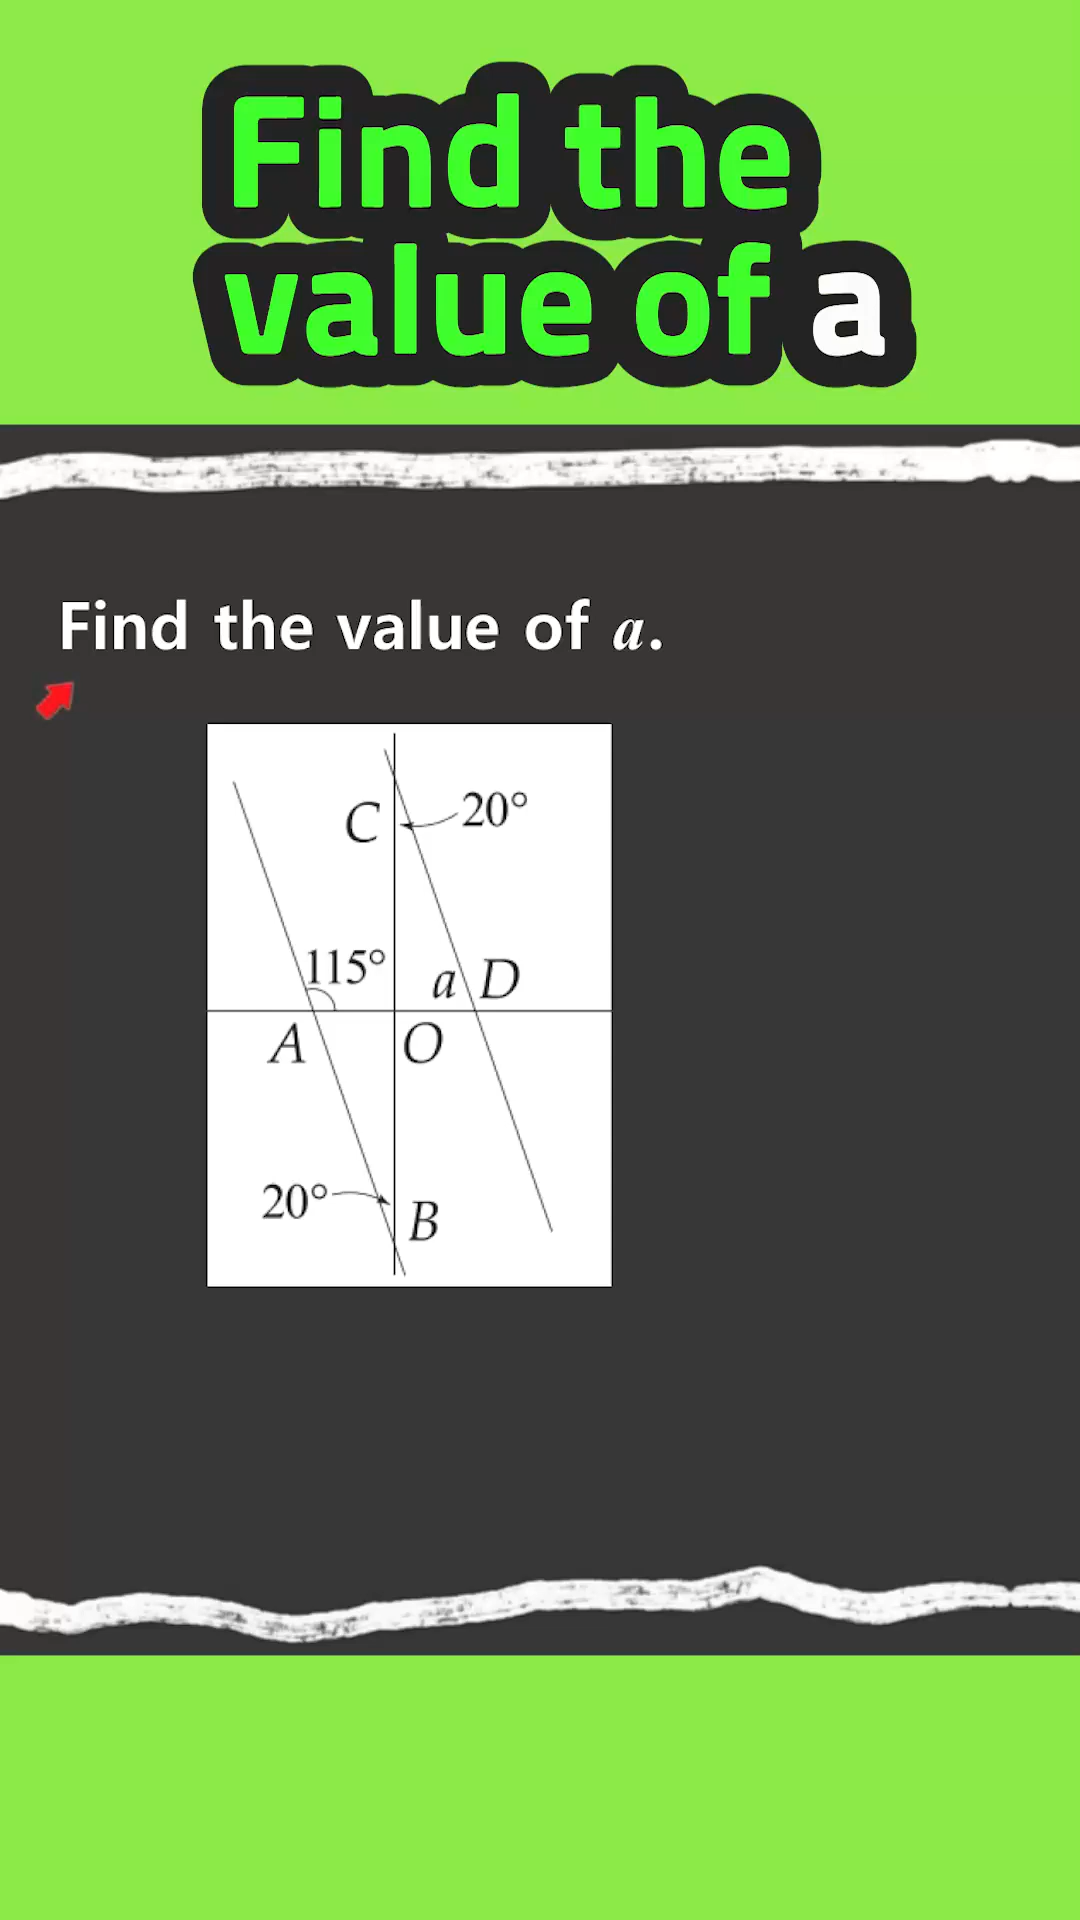 Find the
value of a
Find the value of a.
C
20°
115°
a
D
A
O
20°
B